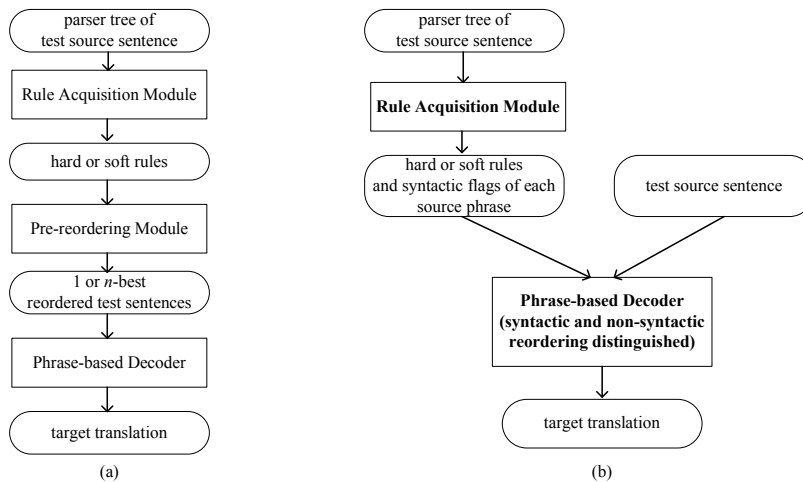 parser tree of
test source sentence
Rule Acquisition Module
hard or soft rules
Pre-reordering Module
1 or n-best
reordered test sentences
Phrase-based Decoder
target translation
(a)
parser tree of
test source sentence
Rule Acquisition Module
hard or soft rules
and syntactic flags of each
source phrase
test source sentence
Phrase-based Decoder
(syntactic and non-syntactic
reordering distinguished)
target translation
(b)